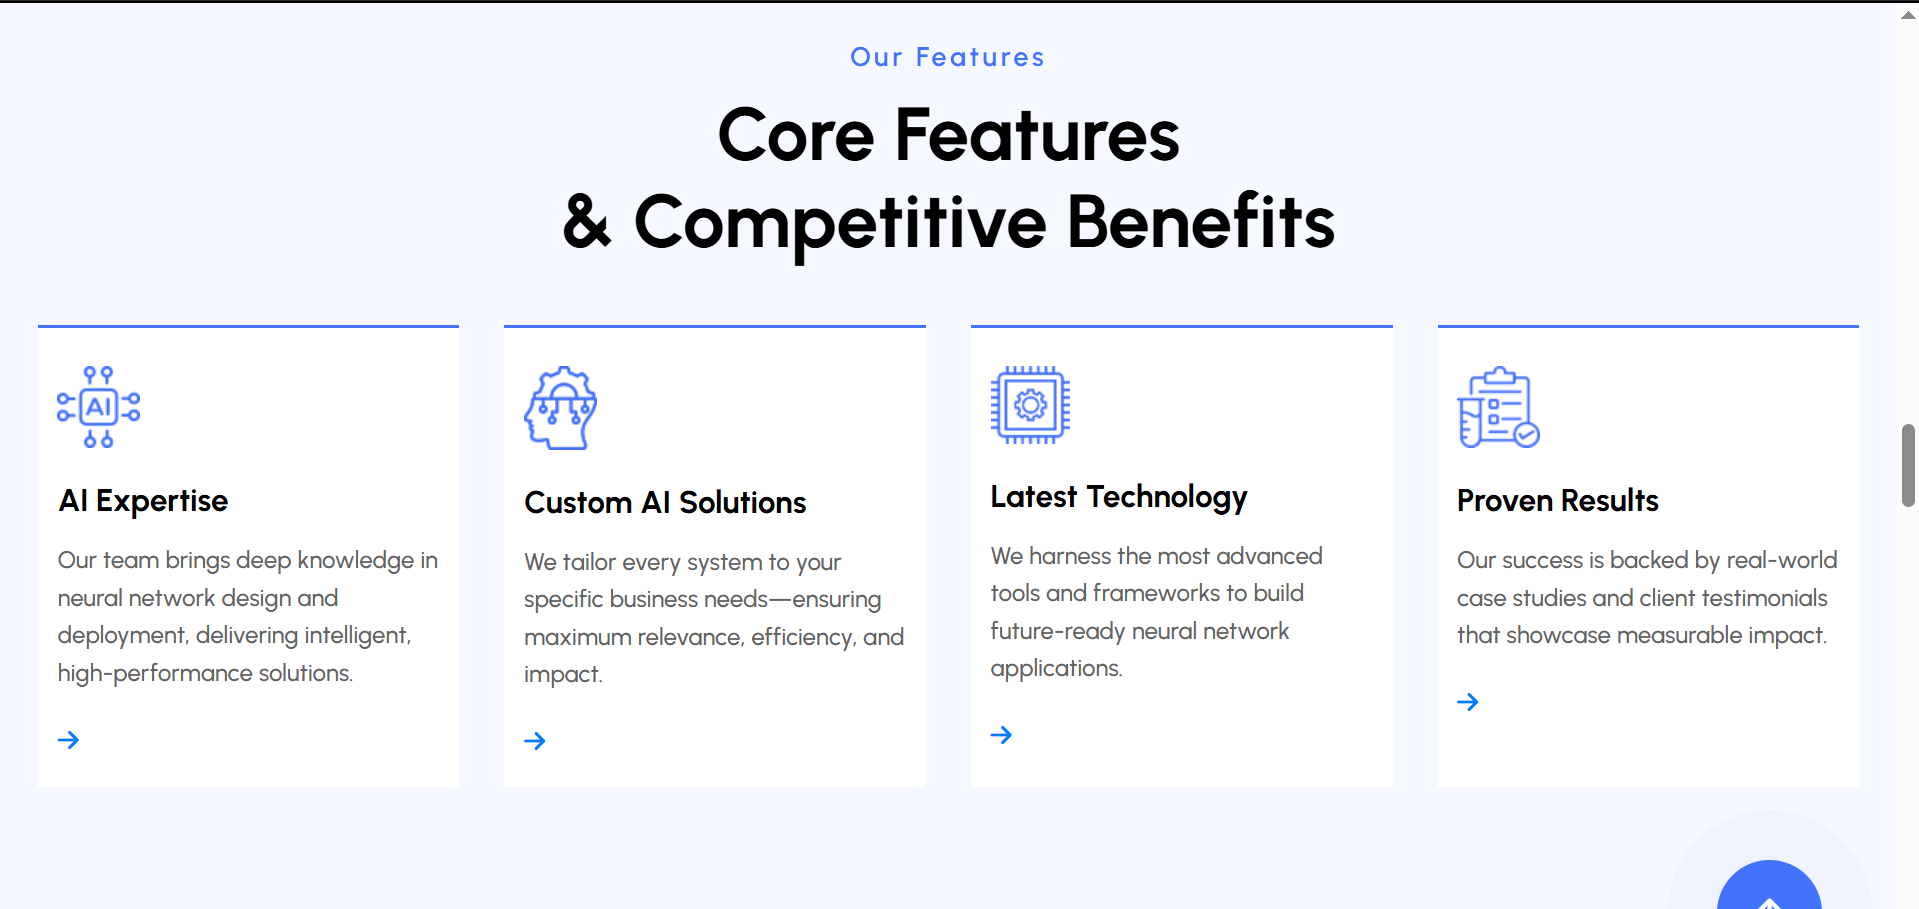 Our Features
Core Features
& Competitive Benefits
AI
AI Expertise
Our team brings deep knowledge in
neural network design and
deployment, delivering intelligent,
high-performance solutions.
Custom AI Solutions
We tailor every system to your
specific business needs—ensuring
maximum relevance, efficiency, and
impact.
Latest Technology
We harness the most advanced
tools and frameworks to build
future-ready neural network
applications.
Proven Results
Our success is backed by real-world
case studies and client testimonials
that showcase measurable impact.